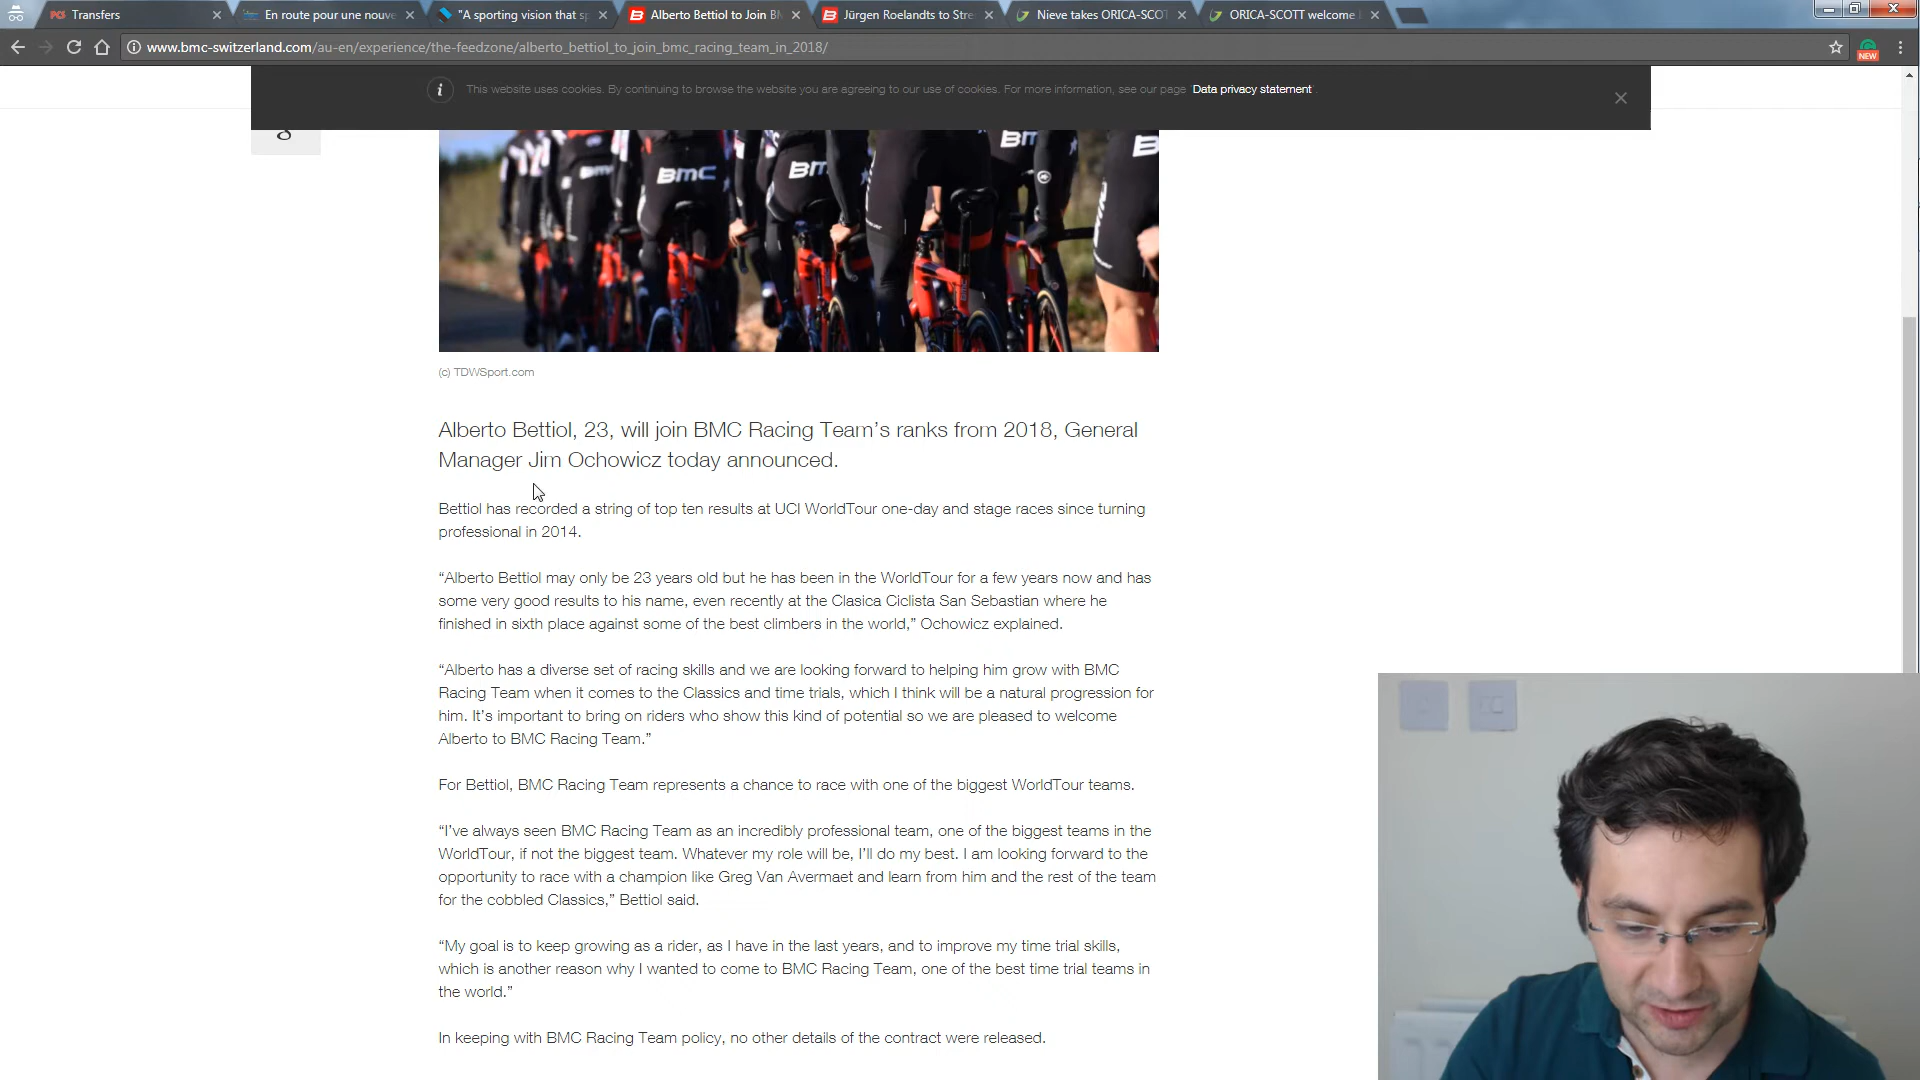 PCS Transfers
En route pour une nouve
"A sporting vision that s
Alberto Bettiol to Join B
Jürgen Roelandts to Stre
Nieve takes ORICA-SCOT
ORICA-SCOTT welcome
www.bmc-switzerland.com/au-en/experience/the-feedzone/alberto_bettiol_to_join_bmc_racing_team_in_2018/
NEW
This website uses cookies. By continuing to browse the website you are agreeing to our use of cookies. For more information, see our page Data privacy statement .
bmc
bmc
(c) TDWSport.com
Alberto Bettiol, 23, will join BMC Racing Team’s ranks from 2018, General
Manager Jim Ochowicz today announced.
Bettiol has recorded a string of top ten results at UCI WorldTour one-day and stage races since turning
professional in 2014.
“Alberto Bettiol may only be 23 years old but he has been in the WorldTour for a few years now and has
some very good results to his name, even recently at the Clasica Ciclista San Sebastian where he
finished in sixth place against some of the best climbers in the world,” Ochowicz explained.
“Alberto has a diverse set of racing skills and we are looking forward to helping him grow with BMC
Racing Team when it comes to the Classics and time trials, which I think will be a natural progression for
him. It’s important to bring on riders who show this kind of potential so we are pleased to welcome
Alberto to BMC Racing Team.”
For Bettiol, BMC Racing Team represents a chance to race with one of the biggest WorldTour teams.
“I’ve always seen BMC Racing Team as an incredibly professional team, one of the biggest teams in the
WorldTour, if not the biggest team. Whatever my role will be, I’ll do my best. I am looking forward to the
opportunity to race with a champion like Greg Van Avermaet and learn from him and the rest of the team
for the cobbled Classics,” Bettiol said.
“My goal is to keep growing as a rider, as I have in the last years, and to improve my time trial skills,
which is another reason why I wanted to come to BMC Racing Team, one of the best time trial teams in
the world.”
In keeping with BMC Racing Team policy, no other details of the contract were released.